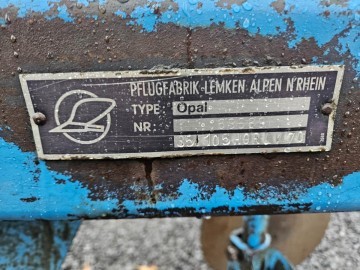 PFLUGFABRIK-LEMKEN ALPEN N'RHEIN
TYPE: Opal
NR: